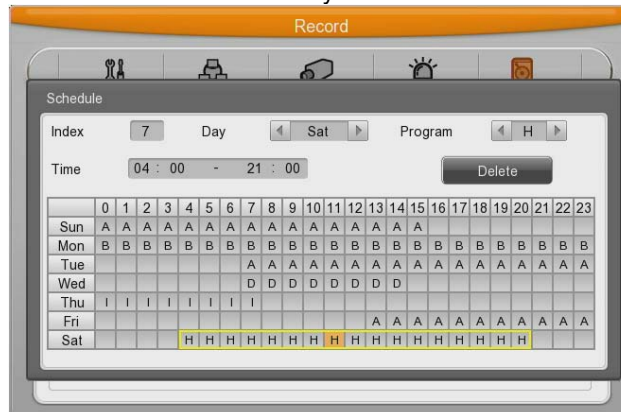 Record
Schedule
Index 7 Day Sat Program H
Time 04 : 00 - 21 : 00 Delete
0 1 2 3 4 5 6 7 8 9 10 11 12 13 14 15 16 17 18 19 20 21 22 23
Sun A A A A A A A A A A A A A A A A
Mon B B B B B B B B B B B B B B B B B B B B B B B B
Tue A A A A A A A A A A A A A A A A A
Wed D D D D D D D D
Thu I I I I I I I I
Fri A A A A A A A A A A A
Sat H H H H H H H H H H H H H H H H H